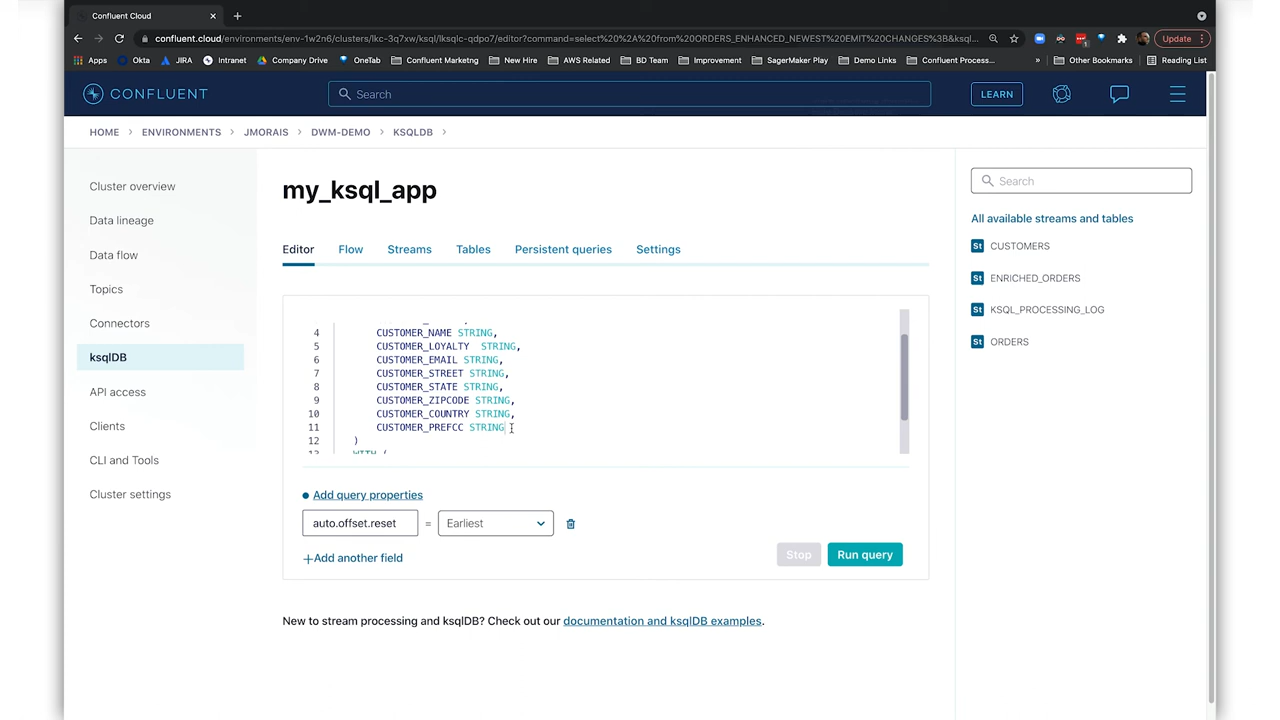 Confluent Cloud
confluent.cloud/environments/env-1w2n6/clusters/lkc-3q7xw/ksql/lksqlc-qdpo7/editor?command=select%20%2A%20from%20ORDERS_ENHANCED_NEWEST%20EMIT%20CHANGES%3B&ksql...
Update
Apps
Okta
JIRA
Intranet
Company Drive
OneTab
Confluent Marketing
New Hire
AWS Related
BD Team
Improvement
SagerMaker Play
Demo Links
Confluent Process...
»
Other Bookmarks
Reading List
CONFLUENT
Search
LEARN
HOME > ENVIRONMENTS > JMORAIS > DWM-DEMO > KSQLDB >
Cluster overview
Data lineage
Data flow
Topics
Connectors
ksqlDB
API access
Clients
CLI and Tools
Cluster settings
my_ksql_app
Editor
Flow
Streams
Tables
Persistent queries
Settings
4 CUSTOMER_NAME STRING,
5 CUSTOMER_LOYALTY STRING,
6 CUSTOMER_EMAIL STRING,
7 CUSTOMER_STREET STRING,
8 CUSTOMER_STATE STRING,
9 CUSTOMER_ZIPCODE STRING,
10 CUSTOMER_COUNTRY STRING,
11 CUSTOMER_PREFCC STRING
12 )
13 WITH (
Add query properties
auto.offset.reset = Earliest
+Add another field
Stop
Run query
New to stream processing and ksqlDB? Check out our documentation and ksqlDB examples.
Search
All available streams and tables
St CUSTOMERS
St ENRICHED_ORDERS
St KSQL_PROCESSING_LOG
St ORDERS